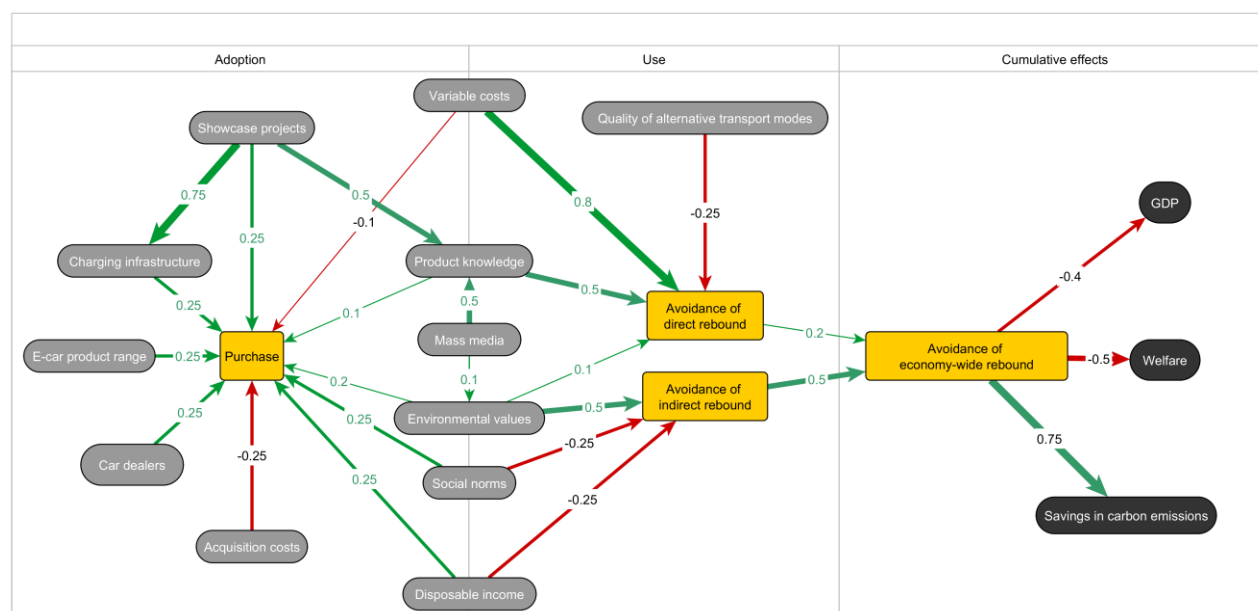 Adoption
Use
Cumulative effects
Variable costs
Quality of alternative transport modes
Showcase projects
0.75
0.5
0.8
-0.1
-0.25
GDP
0.25
Charging infrastructure
Product knowledge
-0.4
0.25
0.5
0.5
0.1
Avoidance of
direct rebound
0.2
E-car product range
0.25
Purchase
Mass media
Avoidance of
economy-wide rebound
-0.5
Welfare
0.2
0.1
0.1
Avoidance of
indirect rebound
0.5
0.25
0.25
Environmental values
0.5
-0.25
0.75
Car dealers
-0.25
0.25
Social norms
-0.25
Savings in carbon emissions
Acquisition costs
Disposable income